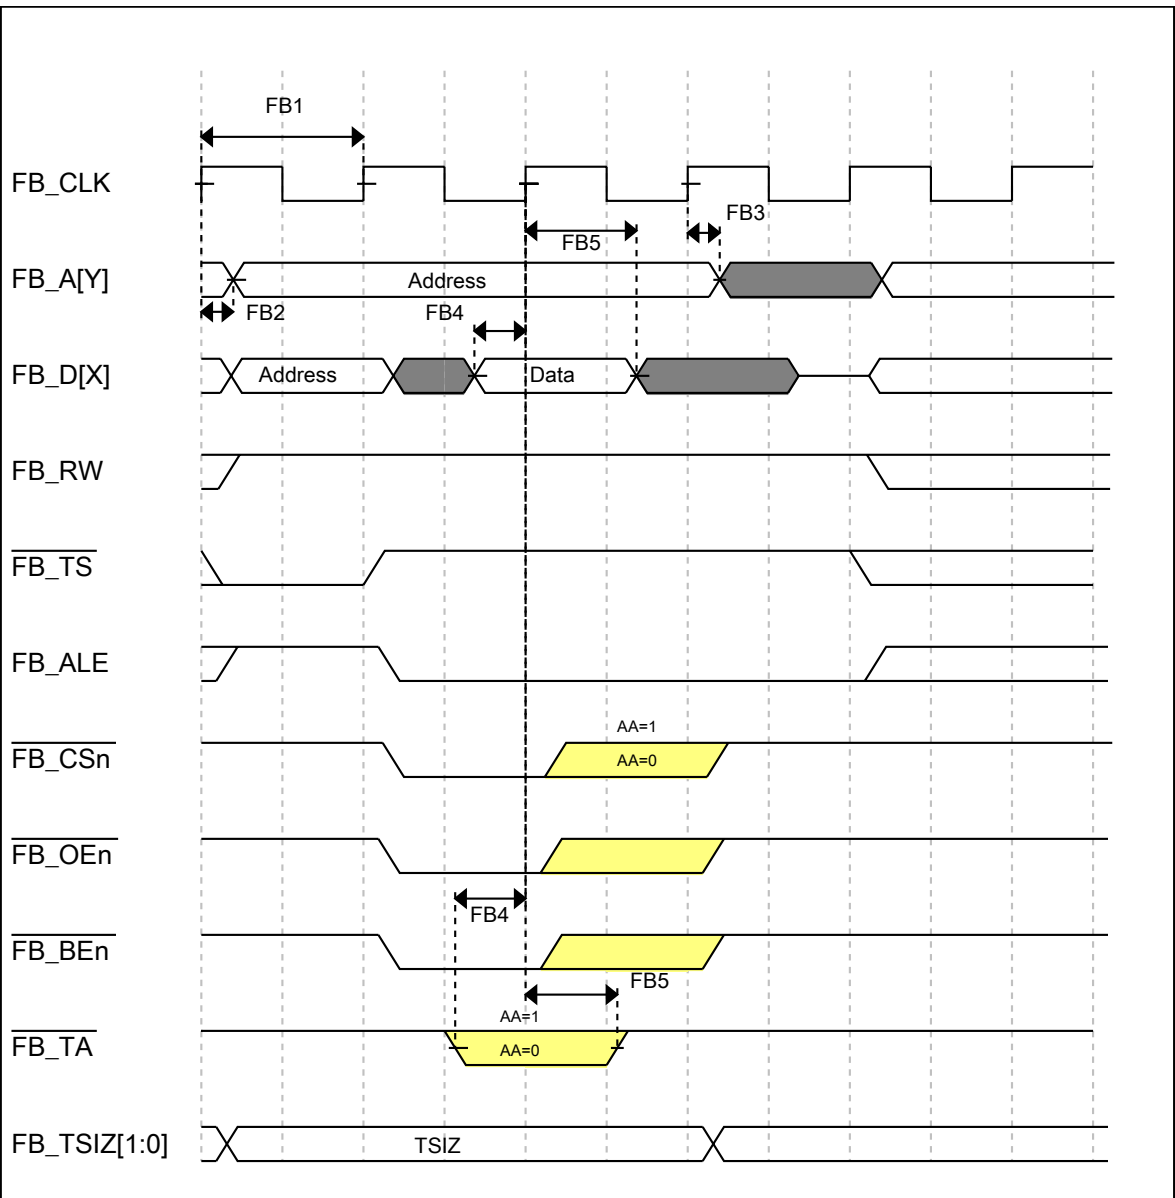 FB1
FB_CLK
FB3
FB5
FB_A[Y]
Address
FB2
FB4
FB_D[X]
Address
Data
FB_RW
FB_TS
FB_ALE
AA=1
FB_CSn
AA=0
FB_OEn
FB4
FB_BEn
FB5
AA=1
FB_TA
AA=0
FB_TSIZ[1:0]
TSIZ